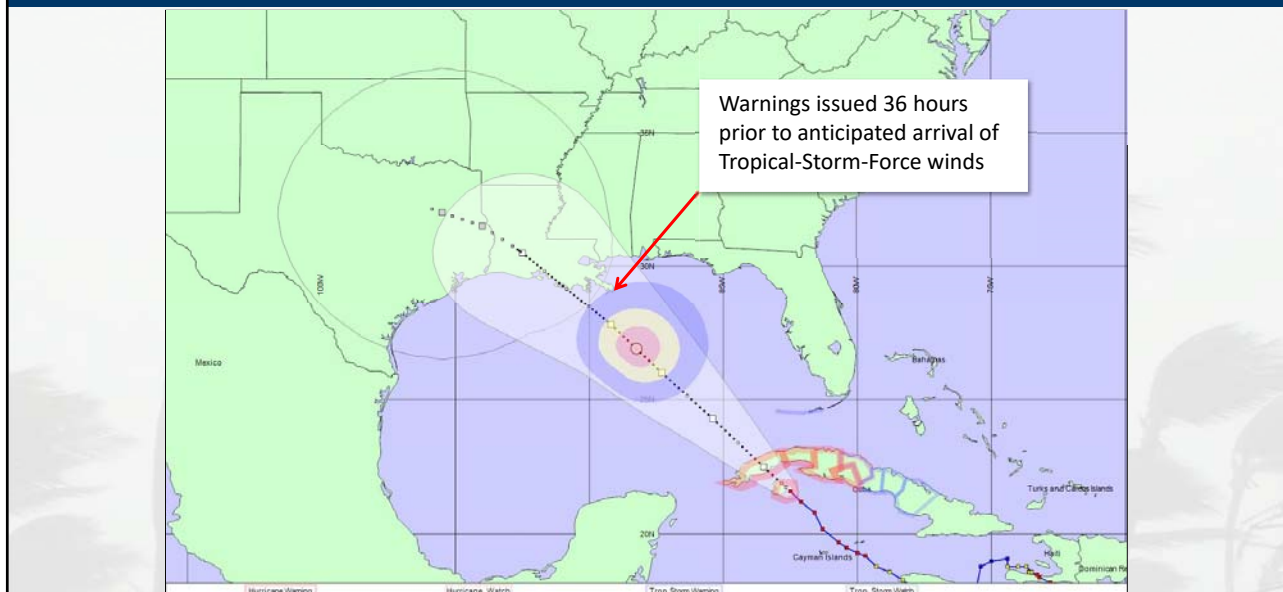 Warnings issued 36 hours
prior to anticipated arrival of
Tropical-Storm-Force winds
35N
30N
100W
85W
80W
Mexico
Bahamas
25N
Cuba
Turks and Caicos Islands
20N
Cayman Islands
Haiti
Dominican Re
Hurricane Warning
Hurricane Watch
Trop Storm Warning
Trop Storm Watch